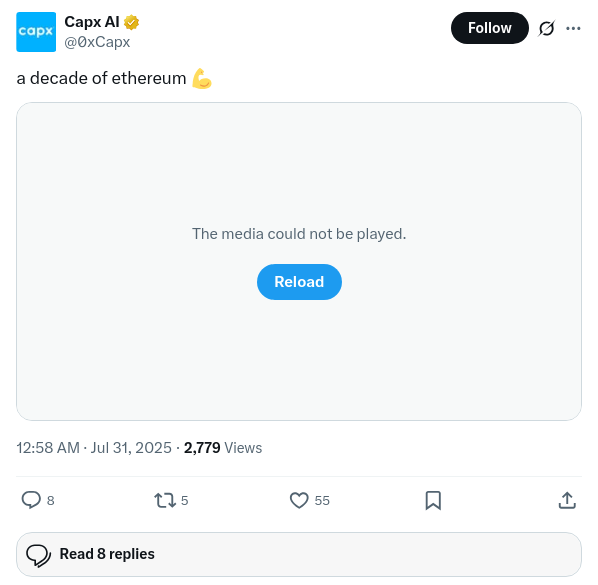 capx
Capx AI
@0xCapx
Follow
a decade of ethereum 💪
The media could not be played.
Reload
12:58 AM · Jul 31, 2025 · 2,779 Views
8
5
55
Read 8 replies